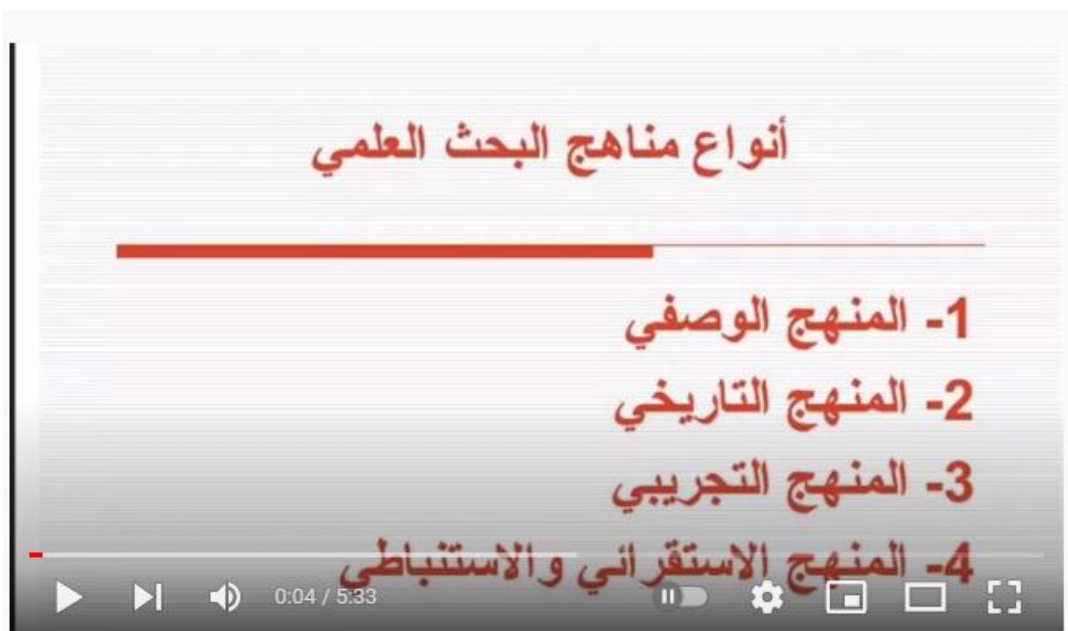 أنواع مناهج البحث العلمي
1- المنهج الوصفي
2- المنهج التاريخي
3- المنهج التجريبي
4- المنهج الاستقرائي والاستنباطي
0:04 / 5:33